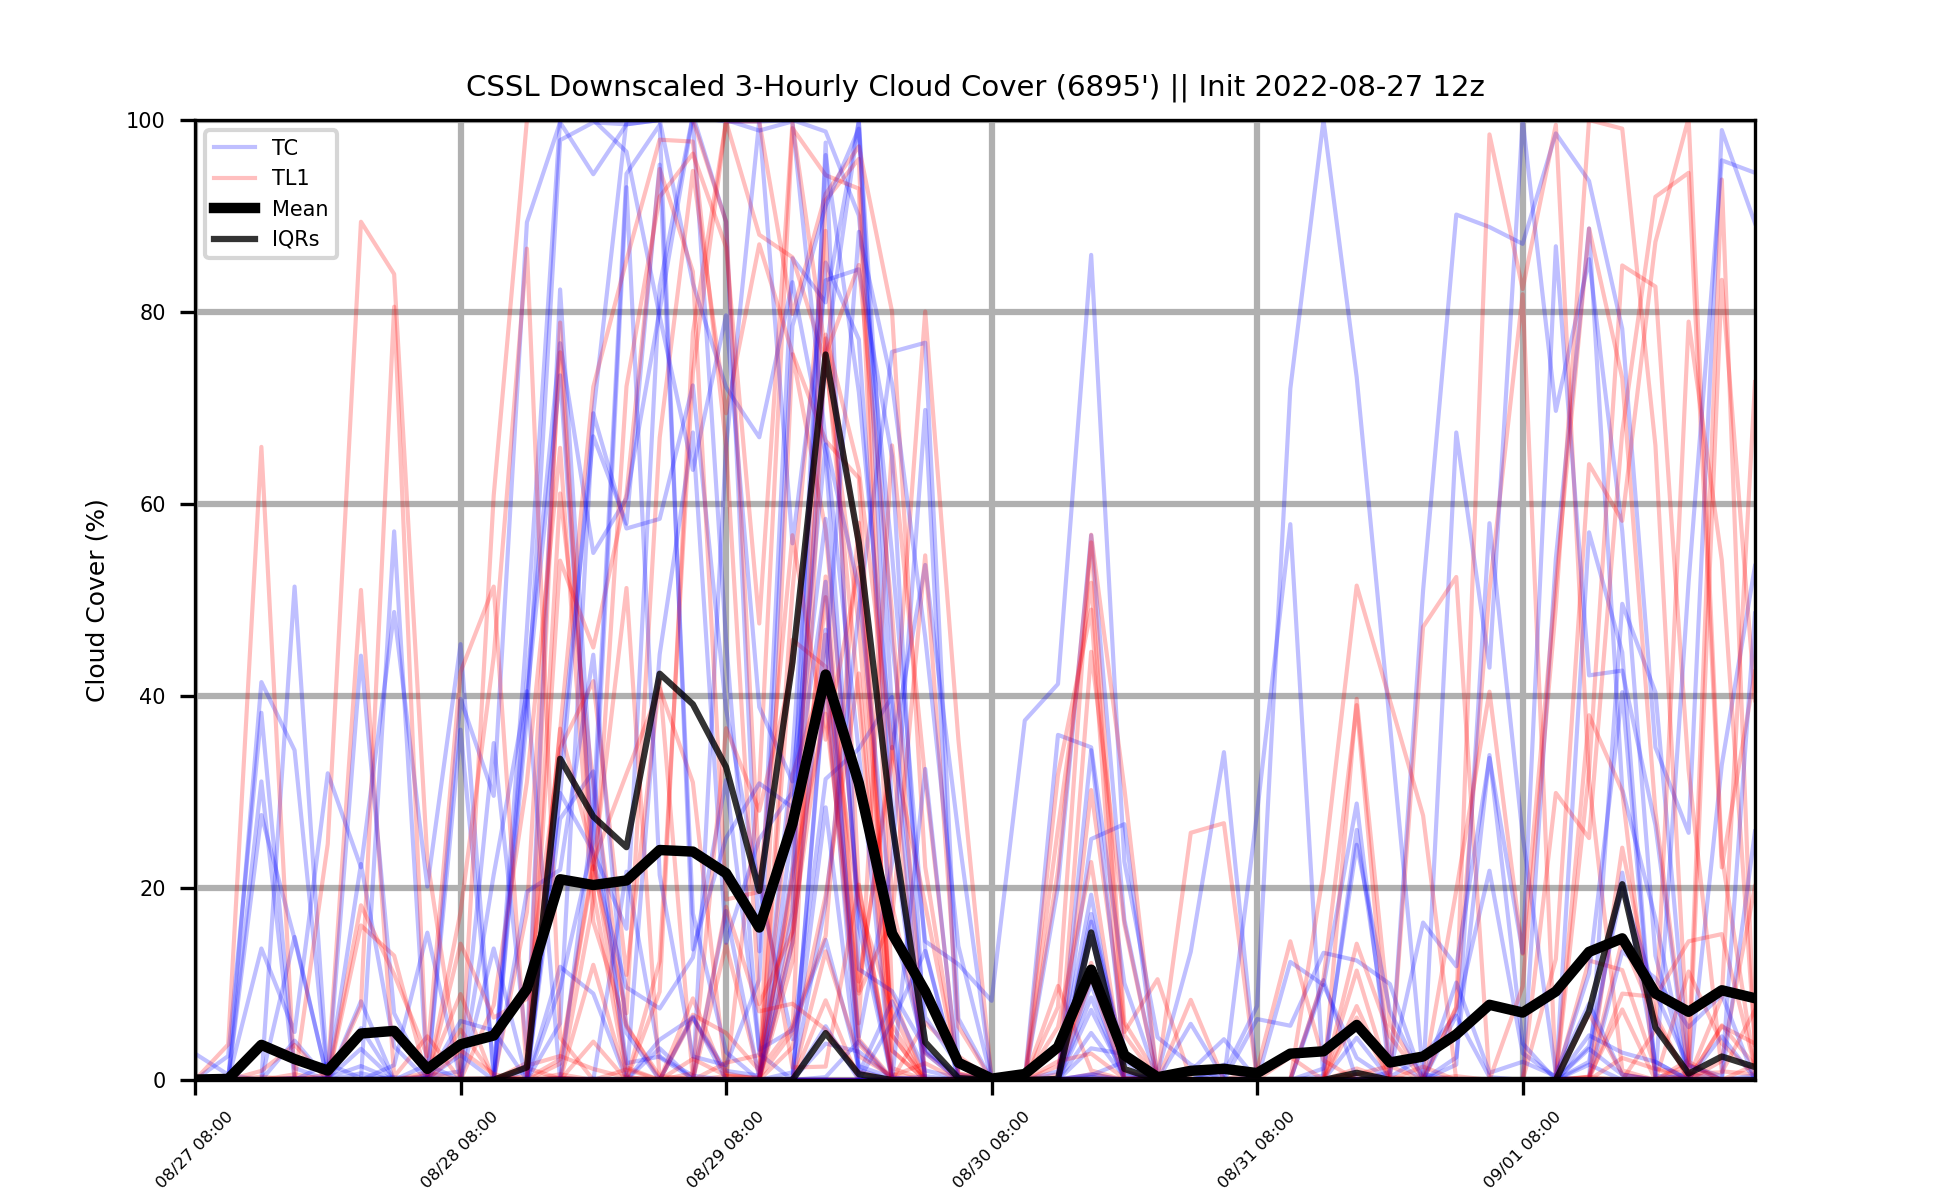 CSSL Downscaled 3-Hourly Cloud Cover (6895') || Init 2022-08-27 12z
TC
TL1
Mean
IQRs
Cloud Cover (%)
100
80
60
40
20
0
08/27 08:00
08/28 08:00
08/29 08:00
08/30 08:00
08/31 08:00
09/01 08:00